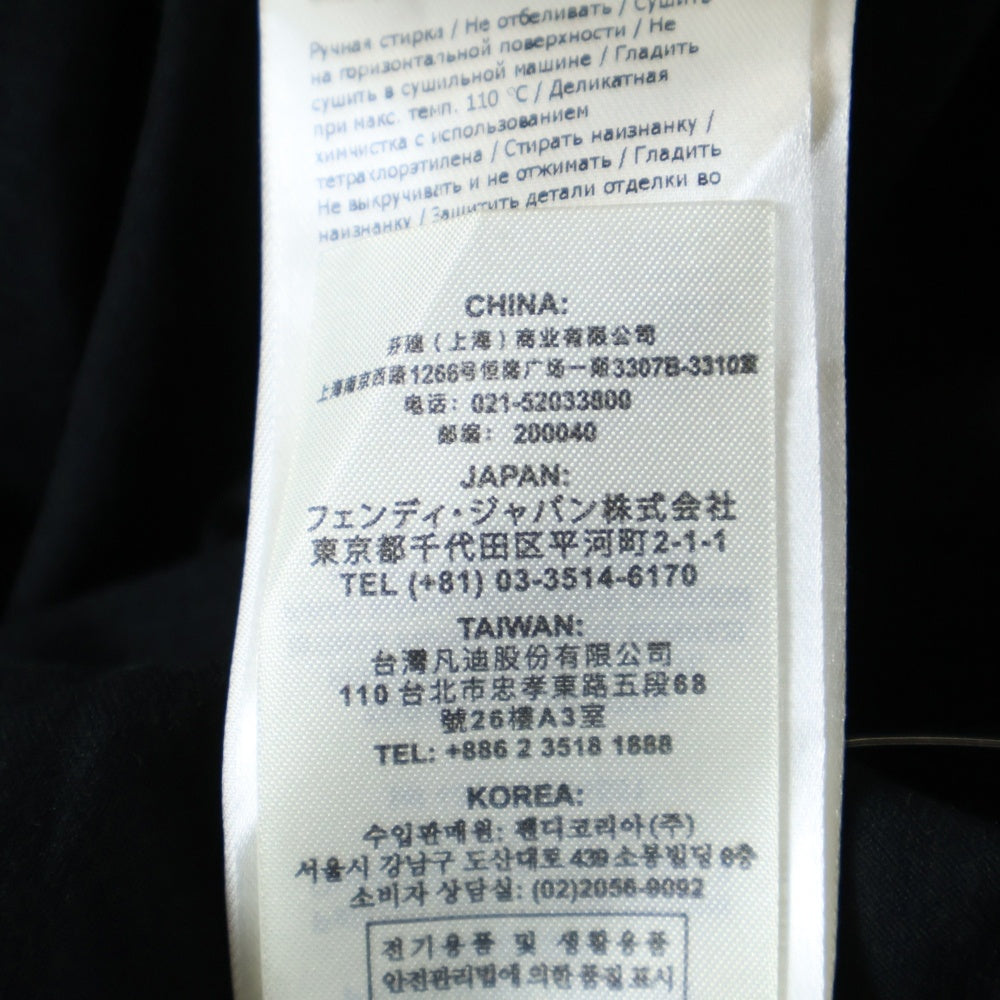 Ручная стирка / Не отбеливать / Сушить
на горизонтальной поверхности / Не
сушить в сушильной машине / Гладить
при макс. темп. 110 °C / Деликатная
химчистка с использованием
тетрахлорэтилена / Стирать наизнанку /
Не выкручивать и не отжимать / Гладить
наизнанку / Защитить детали отделки во
CHINA:
芬迪（上海）商业有限公司
上海南京西路1266号恒隆广场一期3307B-3310室
电话：021-52033800
邮编：200040
JAPAN:
フェンディ・ジャパン株式会社
東京都千代田区平河町2-1-1
TEL (+81) 03-3514-6170
TAIWAN:
台灣凡迪股份有限公司
110 台北市忠孝東路五段68
號26樓A3室
TEL: +886 2 3518 1888
KOREA:
수입판매원: 펜디코리아(주)
서울시 강남구 도산대로 439 소봉빌딩 6층
소비자 상담실: (02)2056-9092
전기용품 및 생활용품
안전관리법에 의한 품질표시